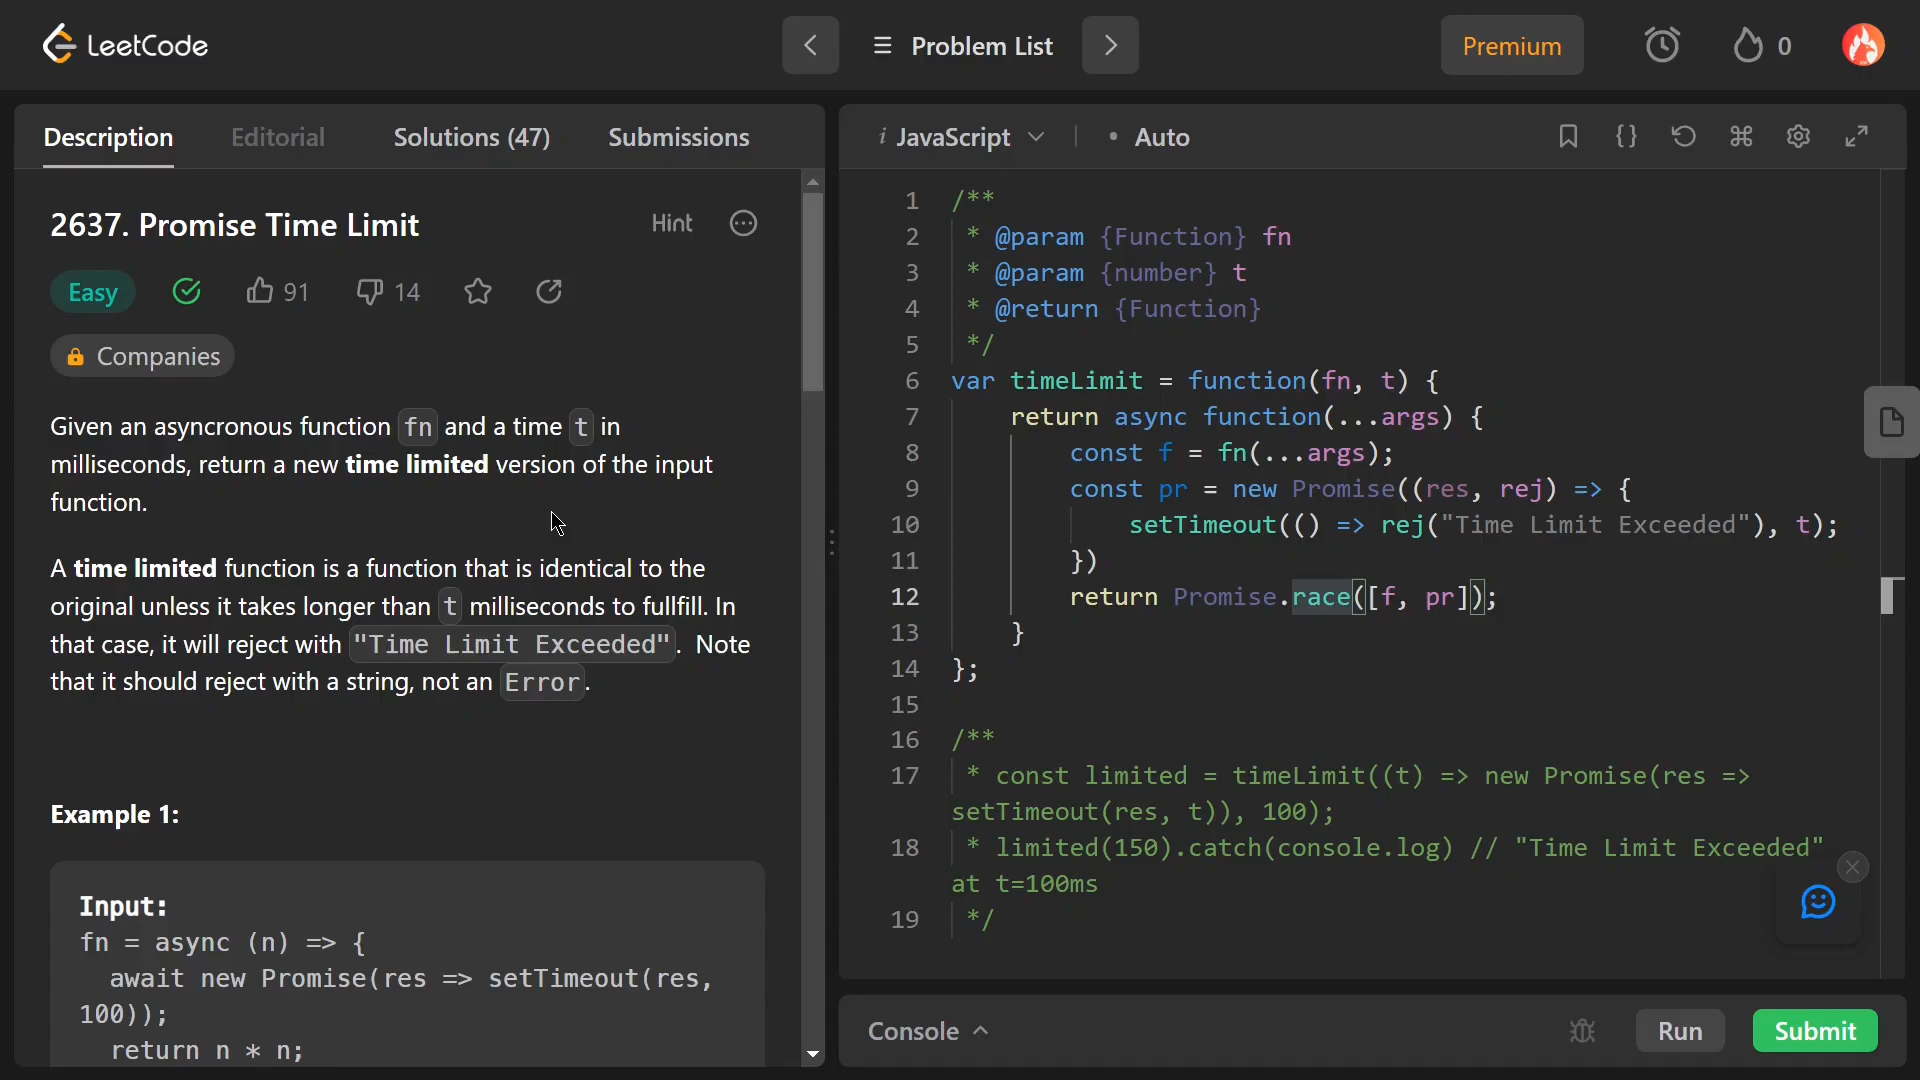 LeetCode
Problem List
Premium
0
Description Editorial Solutions (47) Submissions
2637. Promise Time Limit
Hint
Easy 91 14
Companies
Given an asyncronous function fn and a time t in
milliseconds, return a new time limited version of the input
function.
A time limited function is a function that is identical to the
original unless it takes longer than t milliseconds to fullfill. In
that case, it will reject with "Time Limit Exceeded". Note
that it should reject with a string, not an Error.
Example 1:
Input:
fn = async (n) => {
  await new Promise(res => setTimeout(res,
100));
  return n * n;
i JavaScript • Auto
1 /**
2  * @param {Function} fn
3  * @param {number} t
4  * @return {Function}
5  */
6 var timeLimit = function(fn, t) {
7     return async function(...args) {
8         const f = fn(...args);
9         const pr = new Promise((res, rej) => {
10             setTimeout(() => rej("Time Limit Exceeded"), t);
11         })
12         return Promise.race([f, pr]);
13     }
14 };
15
16 /**
17  * const limited = timeLimit((t) => new Promise(res =>
setTimeout(res, t)), 100);
18  * limited(150).catch(console.log) // "Time Limit Exceeded"
at t=100ms
19  */
Console
Run
Submit